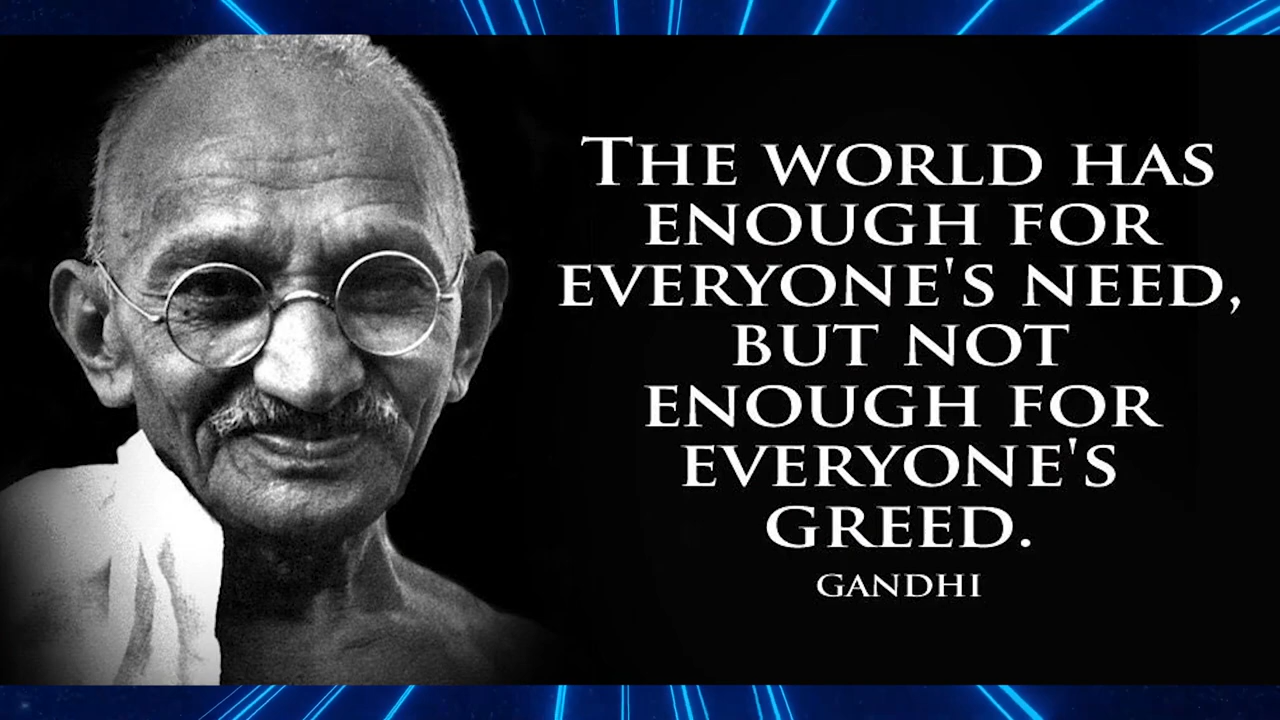 THE WORLD HAS
ENOUGH FOR
EVERYONE'S NEED,
BUT NOT
ENOUGH FOR
EVERYONE'S
GREED.
GANDHI